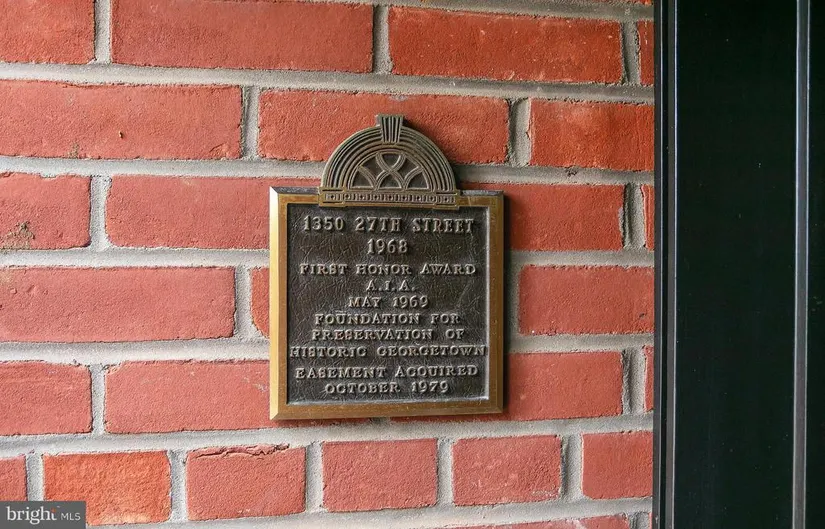 1350 27TH STREET
1968
FIRST HONOR AWARD
A.I.A.
MAY 1969
FOUNDATION FOR
PRESERVATION OF
HISTORIC GEORGETOWN
EASEMENT ACQUIRED
OCTOBER 1979
bright MLS